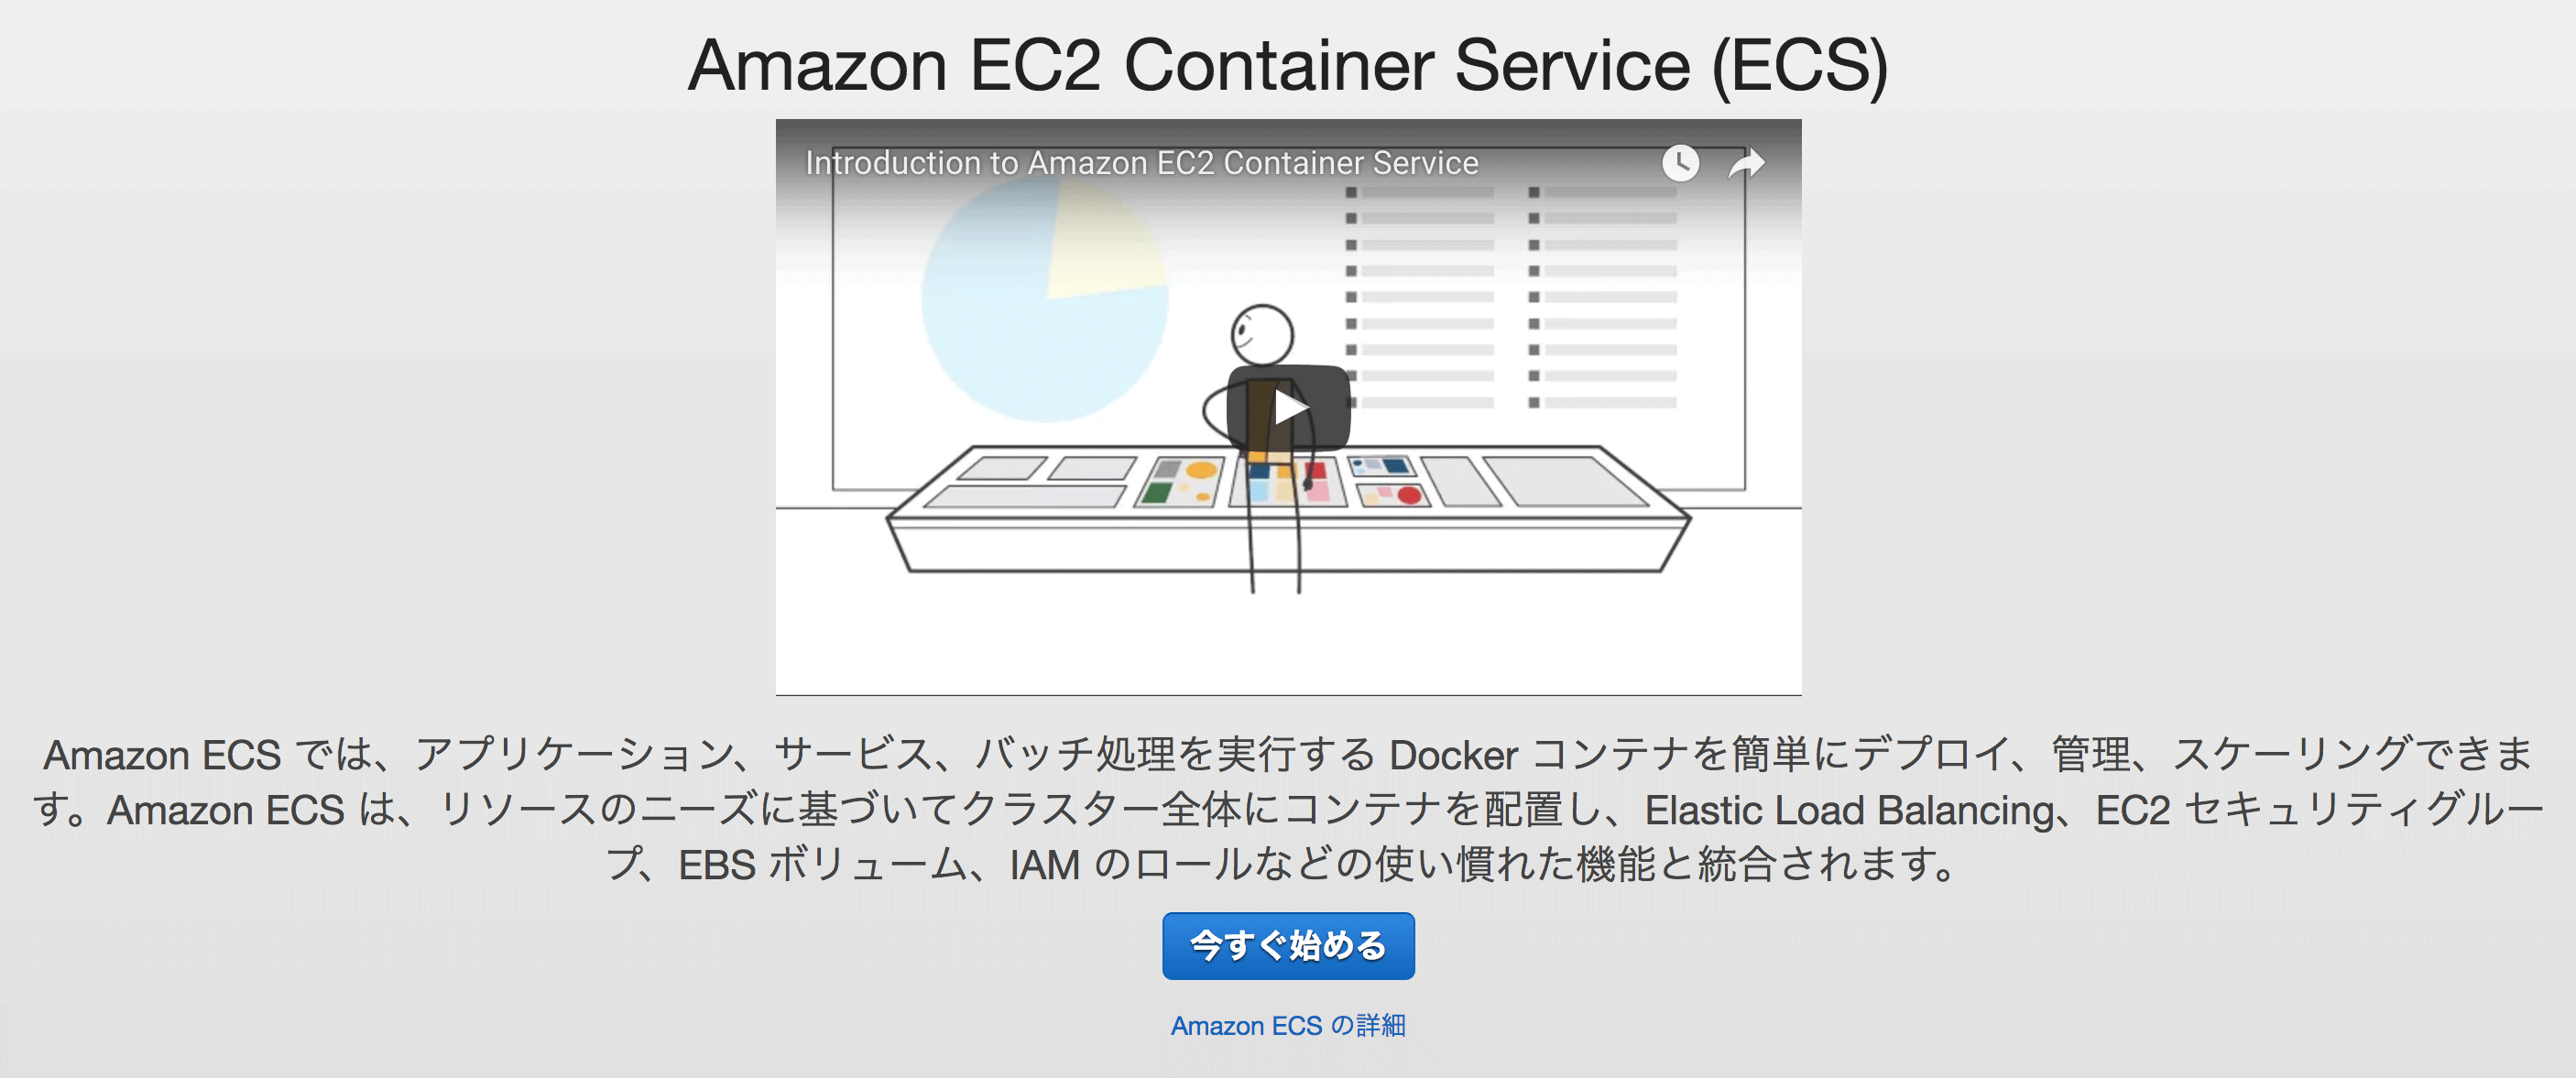 Amazon EC2 Container Service (ECS)
Introduction to Amazon EC2 Container Service
Amazon ECS では、アプリケーション、サービス、バッチ処理を実行する Docker コンテナを簡単にデプロイ、管理、スケーリングできま
す。Amazon ECS は、リソースのニーズに基づいてクラスター全体にコンテナを配置し、Elastic Load Balancing、EC2 セキュリティグルー
プ、EBS ボリューム、IAM のロールなどの使い慣れた機能と統合されます。
今すぐ始める
Amazon ECS の詳細